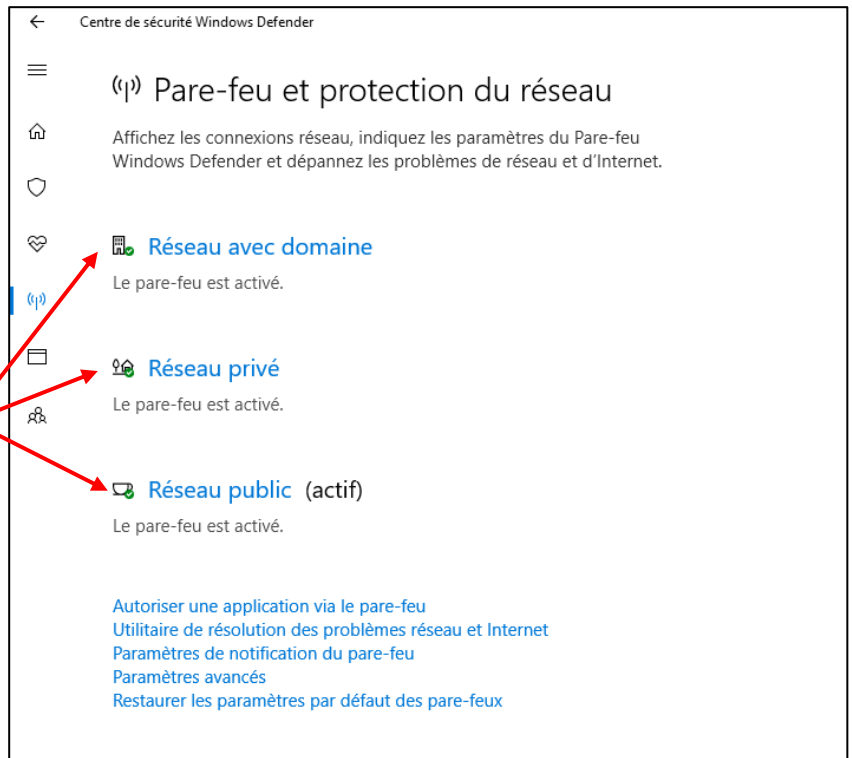 Centre de sécurité Windows Defender
Pare-feu et protection du réseau
Affichez les connexions réseau, indiquez les paramètres du Pare-feu
Windows Defender et dépannez les problèmes de réseau et d'Internet.
Réseau avec domaine
Le pare-feu est activé.
Réseau privé
Le pare-feu est activé.
Réseau public (actif)
Le pare-feu est activé.
Autoriser une application via le pare-feu
Utilitaire de résolution des problèmes réseau et Internet
Paramètres de notification du pare-feu
Paramètres avancés
Restaurer les paramètres par défaut des pare-feux